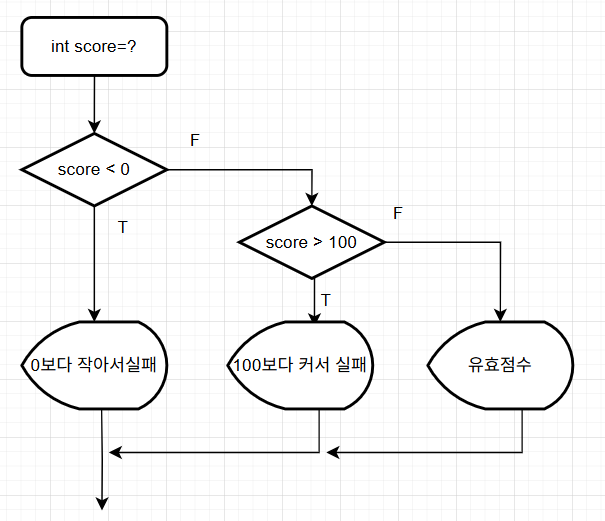 int score=?
score < 0
F
T
score > 100
F
T
0보다 작아서실패
100보다 커서 실패
유효점수